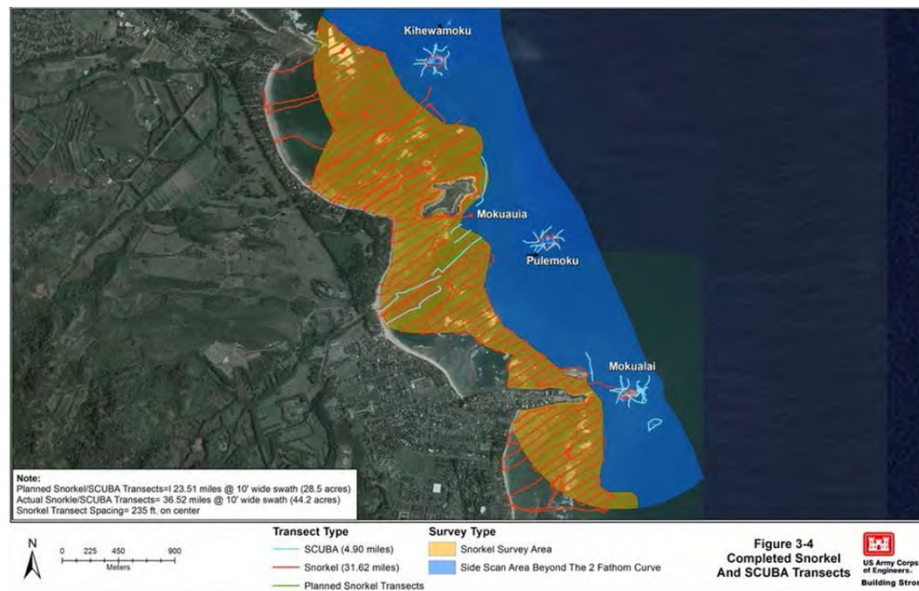 Kihewamoku
Mokuauia
Pulemoku
Mokualai
Note:
Planned Snorkel/SCUBA Transects=l 23.51 miles @ 10' wide swath (28.5 acres)
Actual Snorkle/SCUBA Transects= 36.52 miles @ 10' wide swath (44.2 acres)
Snorkel Transect Spacing= 235 ft. on center
N
0 225 450 900
Meters
Transect Type
SCUBA (4.90 miles)
Snorkel (31.62 miles)
Planned Snorkel Transects
Survey Type
Snorkel Survey Area
Side Scan Area Beyond The 2 Fathom Curve
Figure 3-4
Completed Snorkel
And SCUBA Transects
US Army Corps
of Engineers.
Building Stron